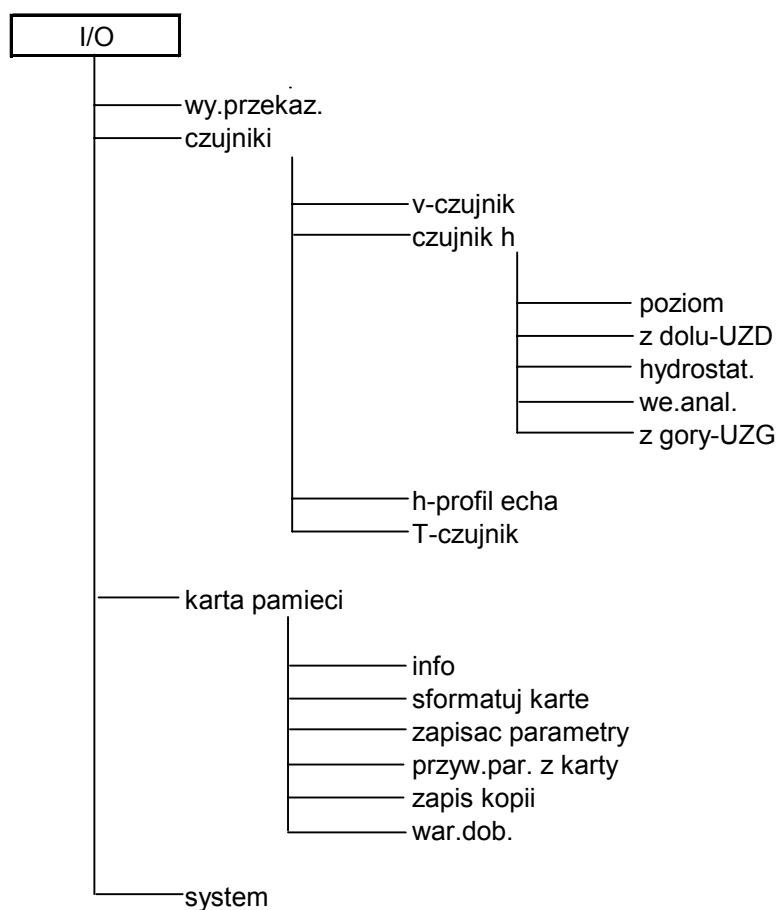 I/O
wy.przekaz.
czujniki
v-czujnik
czujnik h
poziom
z dolu-UZD
hydrostat.
we.anal.
z gory-UZG
h-profil echa
T-czujnik
karta pamieci
info
sformatuj karte
zapisac parametry
przyw.par. z karty
zapis kopii
war.dob.
system